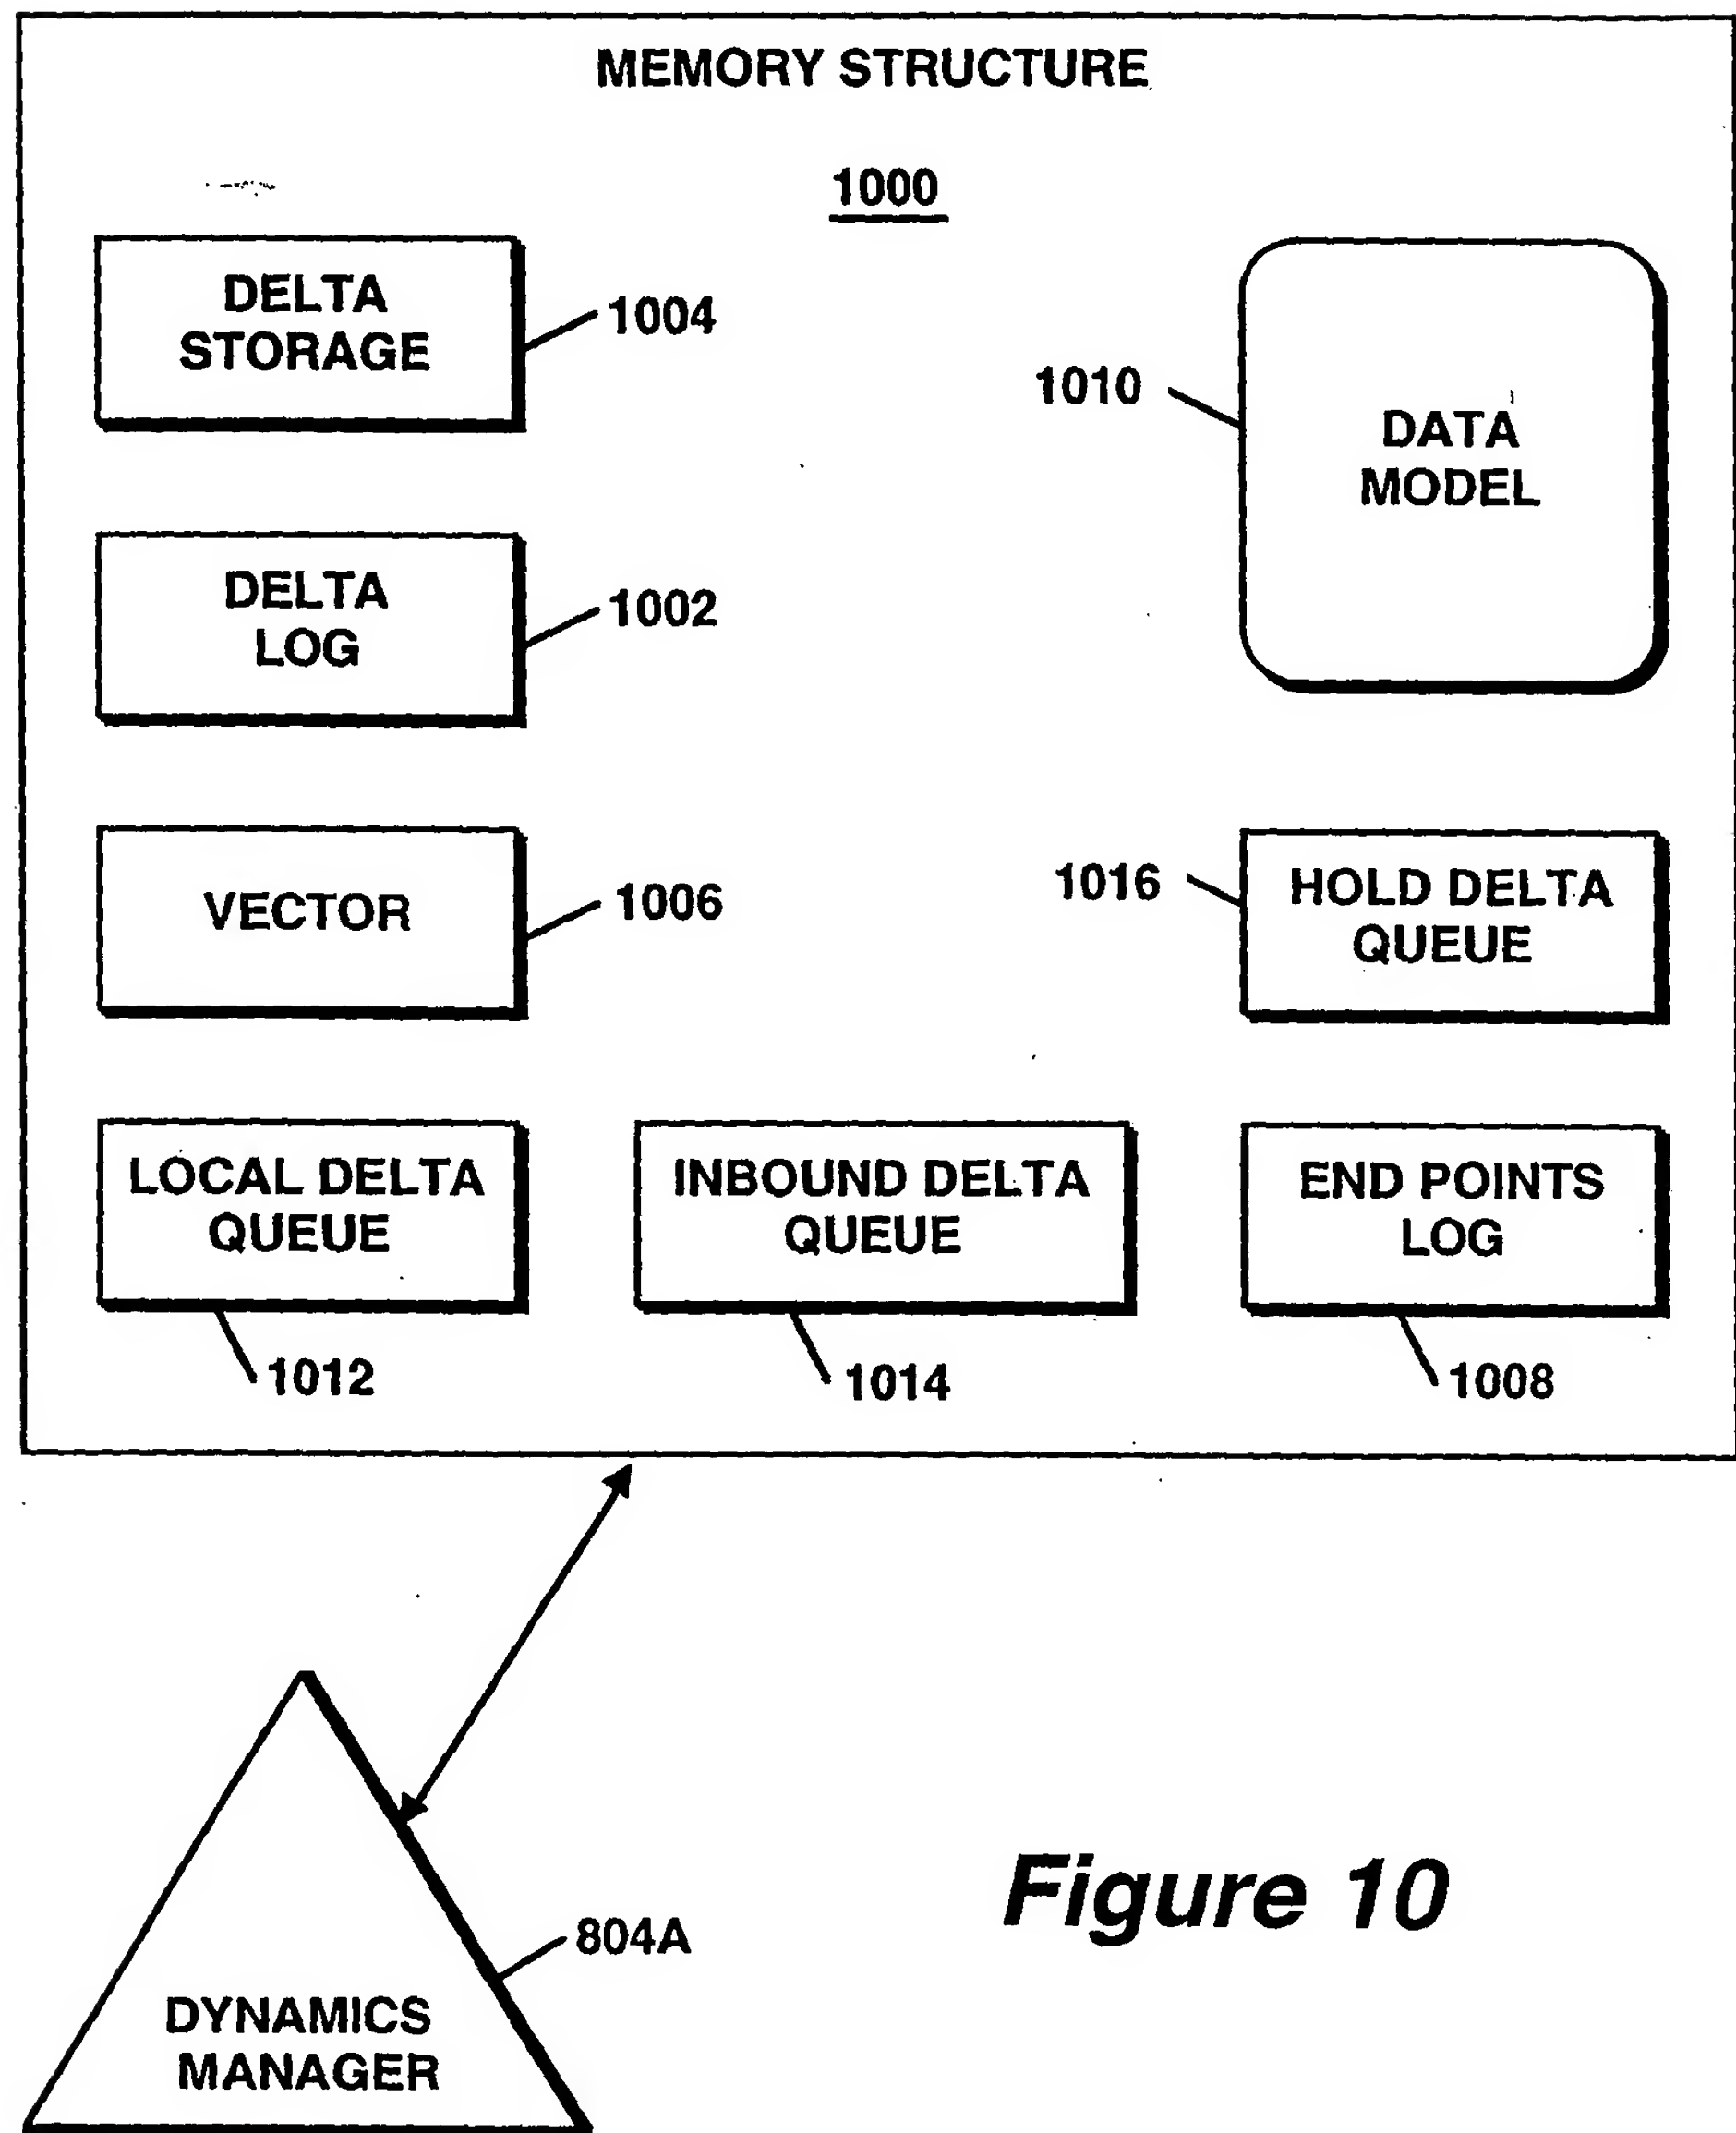 MEMORY STRUCTURE
1000
DELTA
STORAGE
1004
1010
DATA
MODEL
DELTA
LOG
1002
VECTOR
1006
1016
HOLD DELTA
QUEUE
LOCAL DELTA
QUEUE
INBOUND DELTA
QUEUE
END POINTS
LOG
1012
1014
1008
804A
DYNAMICS
MANAGER
Figure 10